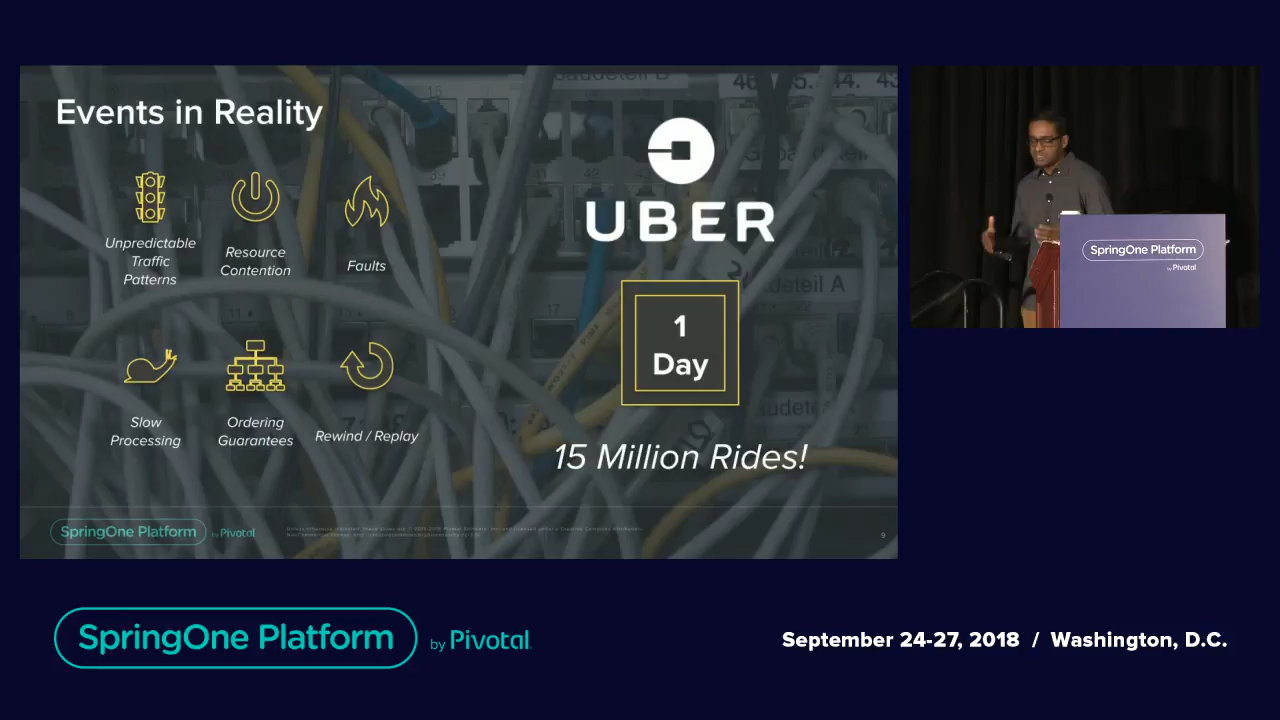 Events in Reality
Unpredictable
Traffic
Patterns
Resource
Contention
Faults
Slow
Processing
Ordering
Guarantees
Rewind / Replay
UBER
1
Day
15 Million Rides!
SpringOne Platform
by Pivotal
9
SpringOne Platform
by Pivotal
SpringOne Platform
by Pivotal
September 24-27, 2018 / Washington, D.C.